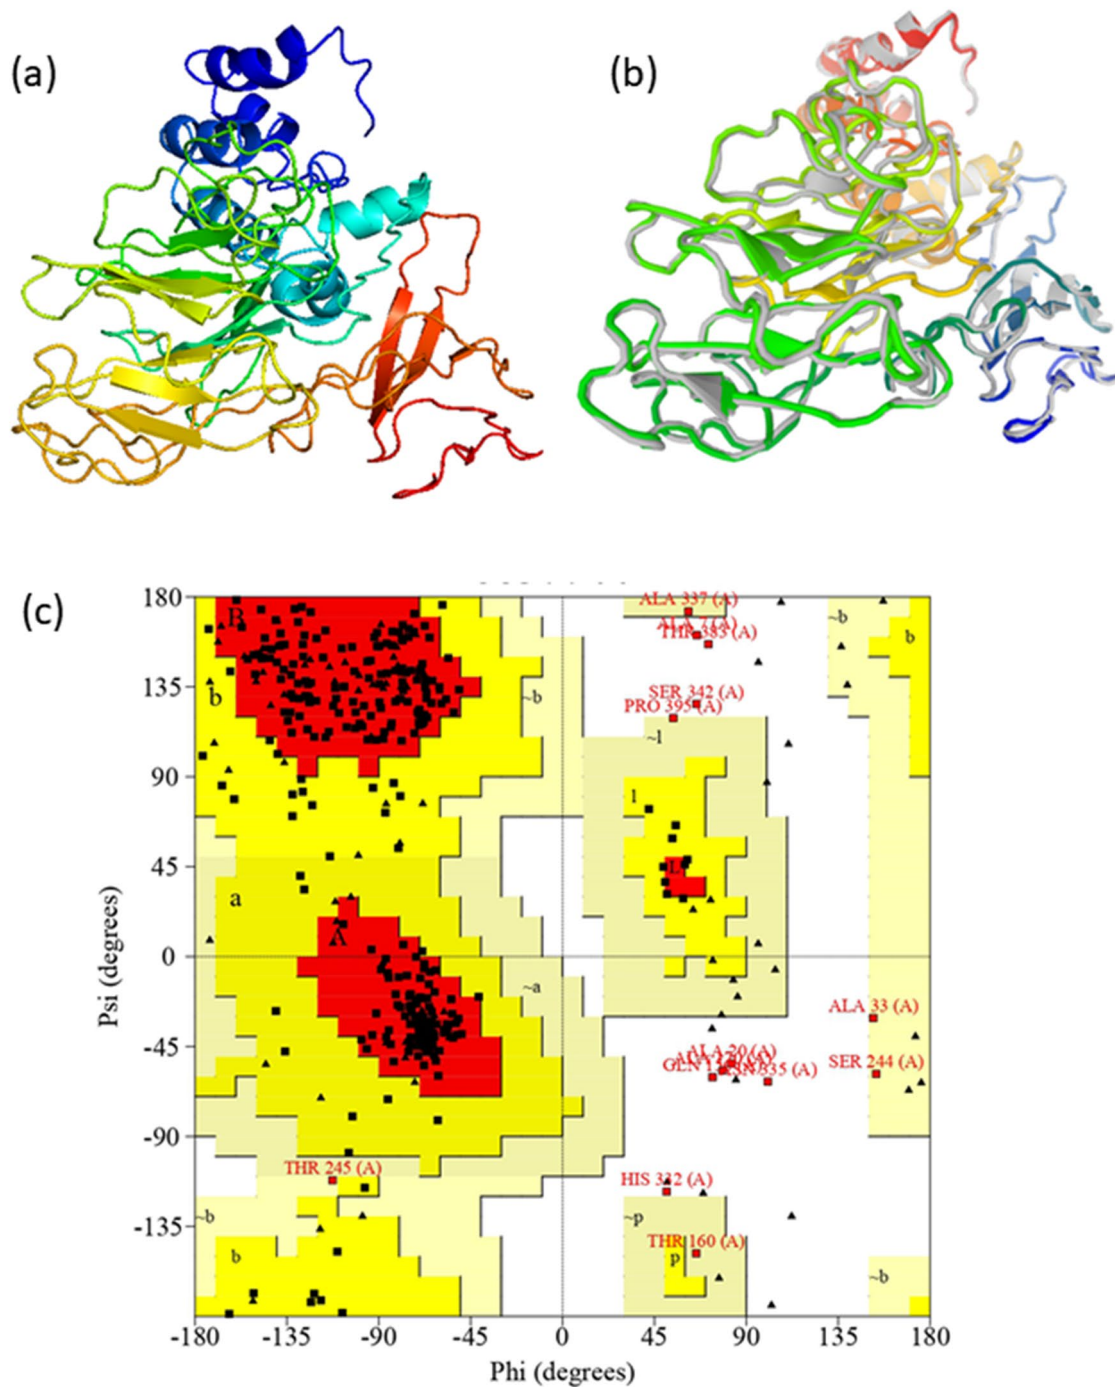 (a)
(b)
(c)
180
135
90
45
0
-45
-90
-135
Psi (degrees)
B
b
a
A
~b
~a
~b
b
ALA 337 (A)
THR 383 (A)
SER 342 (A)
PRO 395 (A)
~l
l
L
~b
b
ALA 33 (A)
ALA 20 (A)
SER 244 (A)
THR 245 (A)
HIS 332 (A)
~p
THR 160 (A)
p
~b
-180
-135
-90
-45
0
45
90
135
180
Phi (degrees)